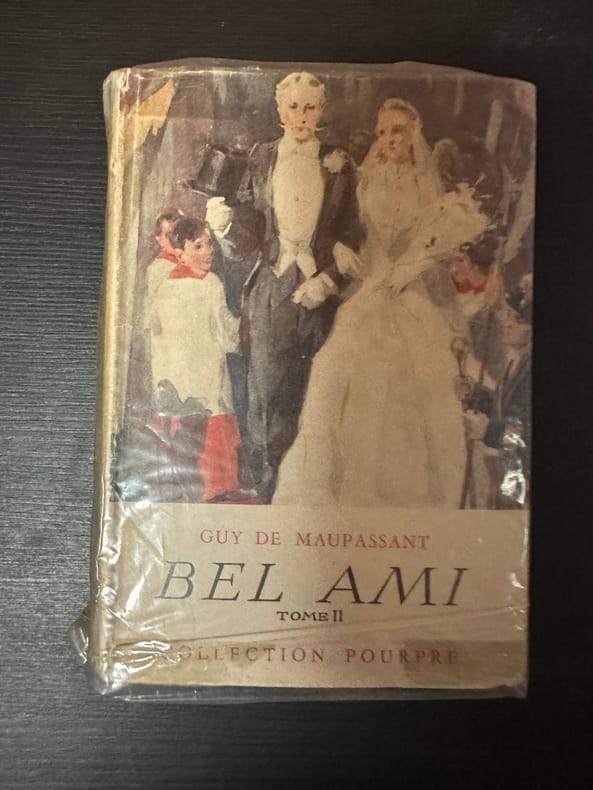 GUY DE MAUPASSANT
BEL AMI
TOME II
COLLECTION POURPRE